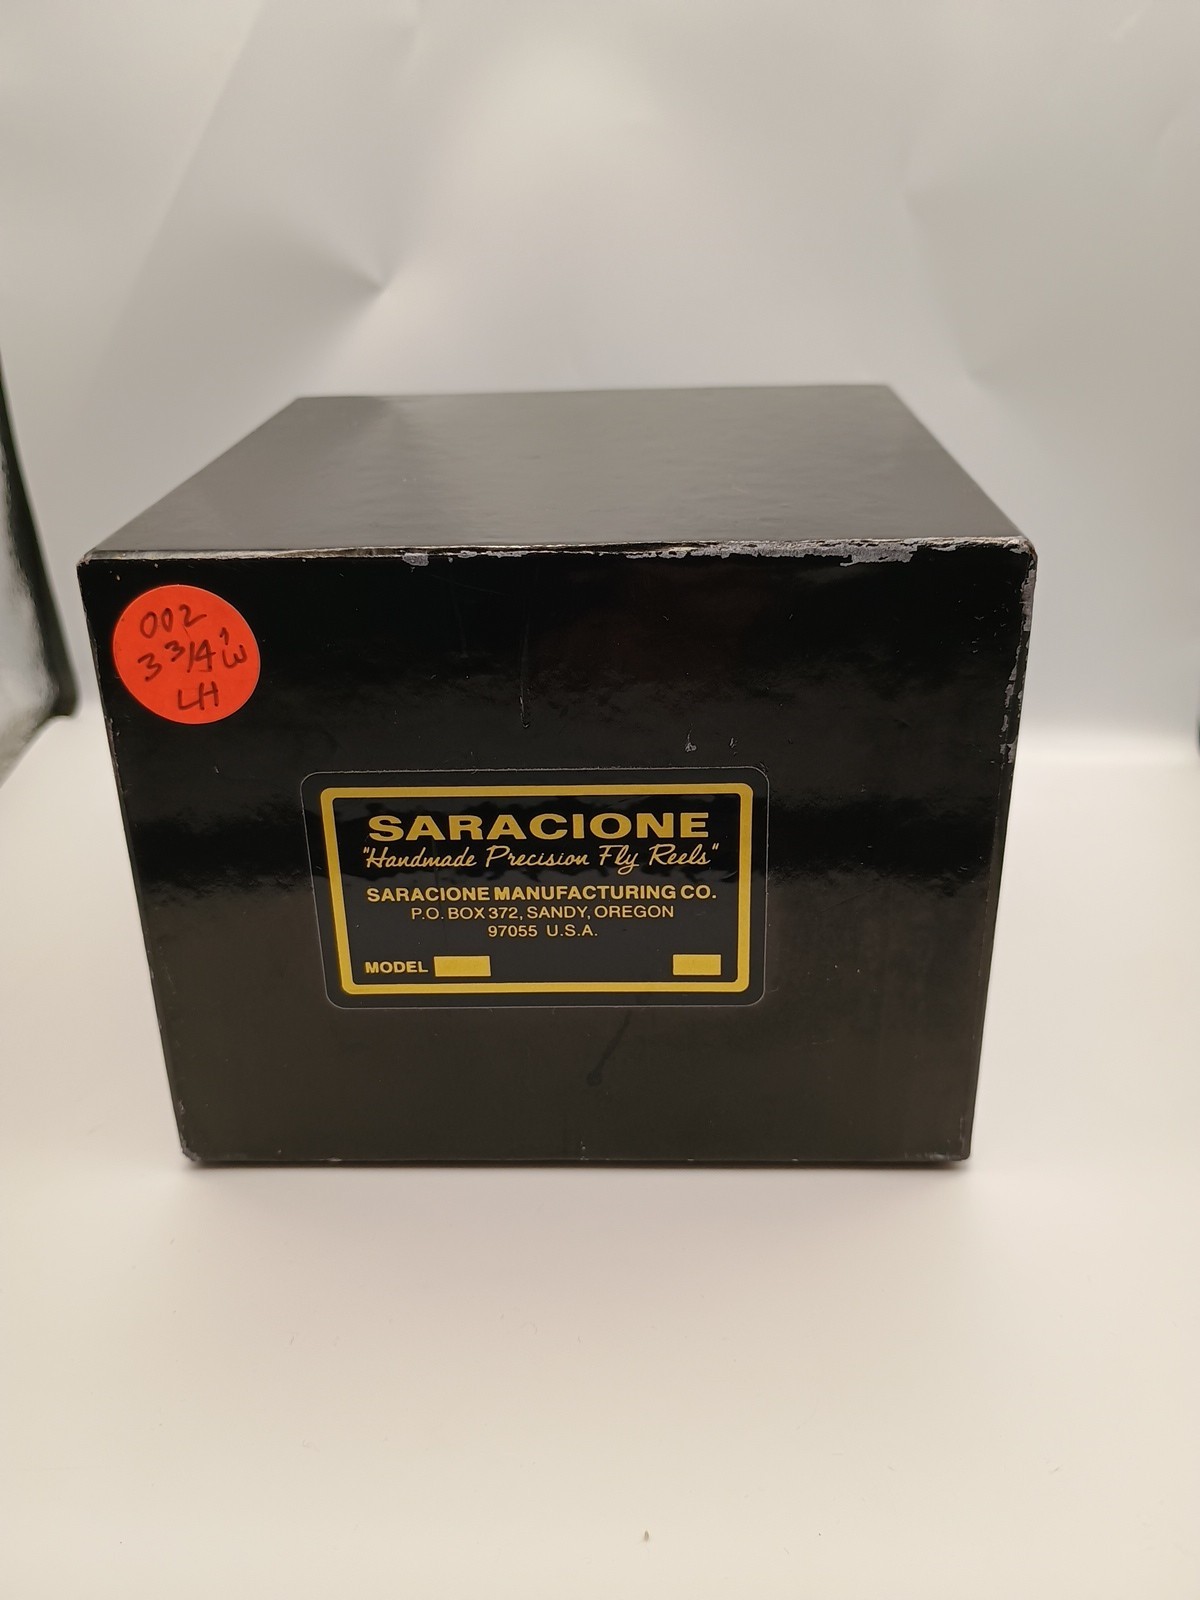 002
3 3/4" W
LH
SARACIONE
"Handmade Precision Fly Reels"
SARACIONE MANUFACTURING CO.
P.O. BOX 372, SANDY, OREGON
97055 U.S.A.
MODEL